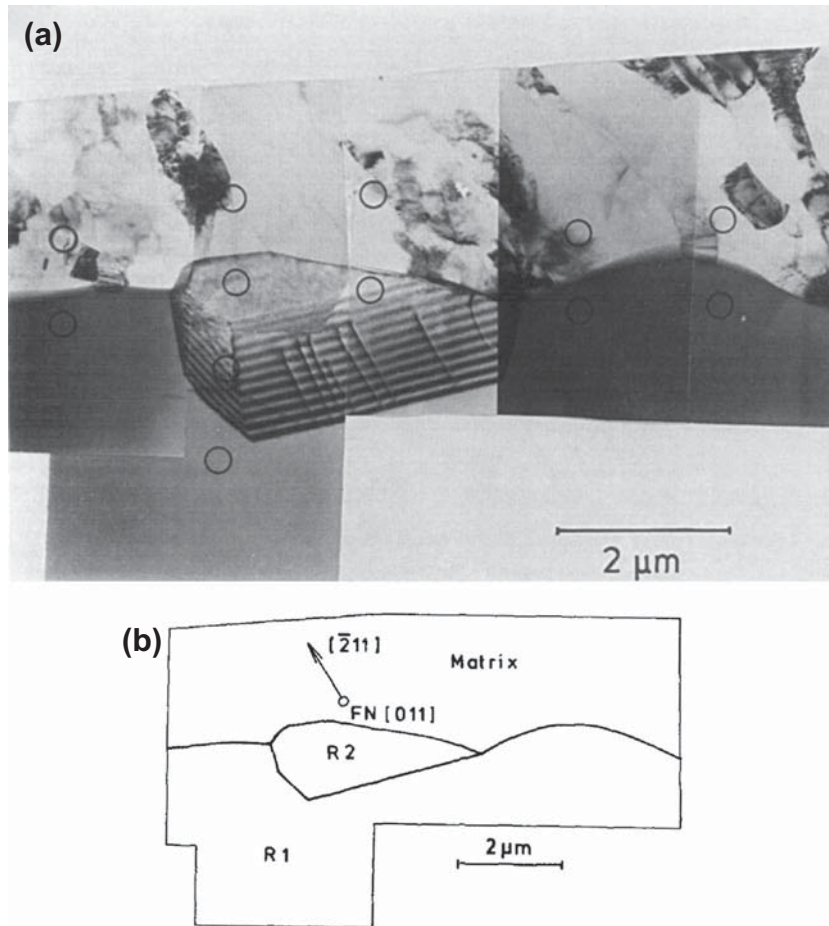 (a)
2 μm
(b)
[2̅11]
Matrix
FN [011]
R2
R1
2μm